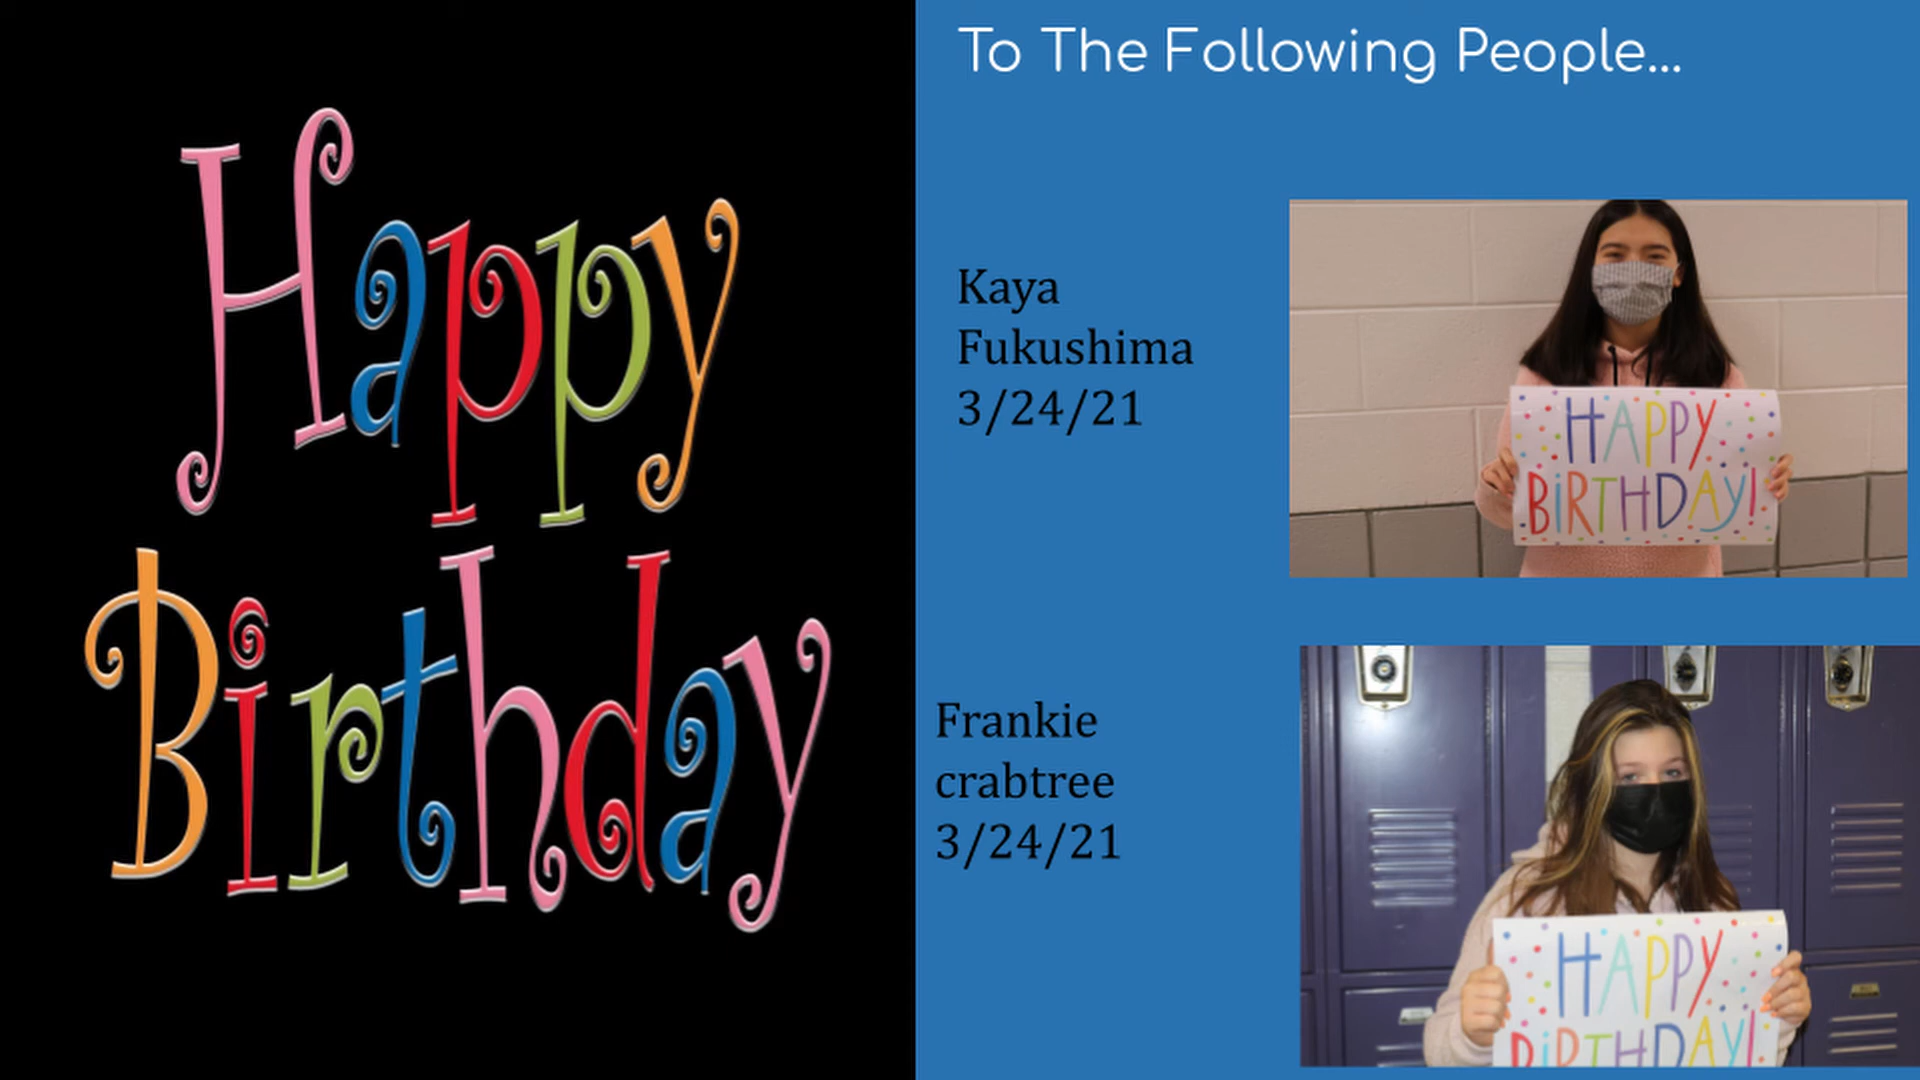 Happy
Birthday
To The Following People...
Kaya
Fukushima
3/24/21
HAPPY
BiRTHDAY!
Frankie
crabtree
3/24/21
HAPPY
BiRTHDAY!